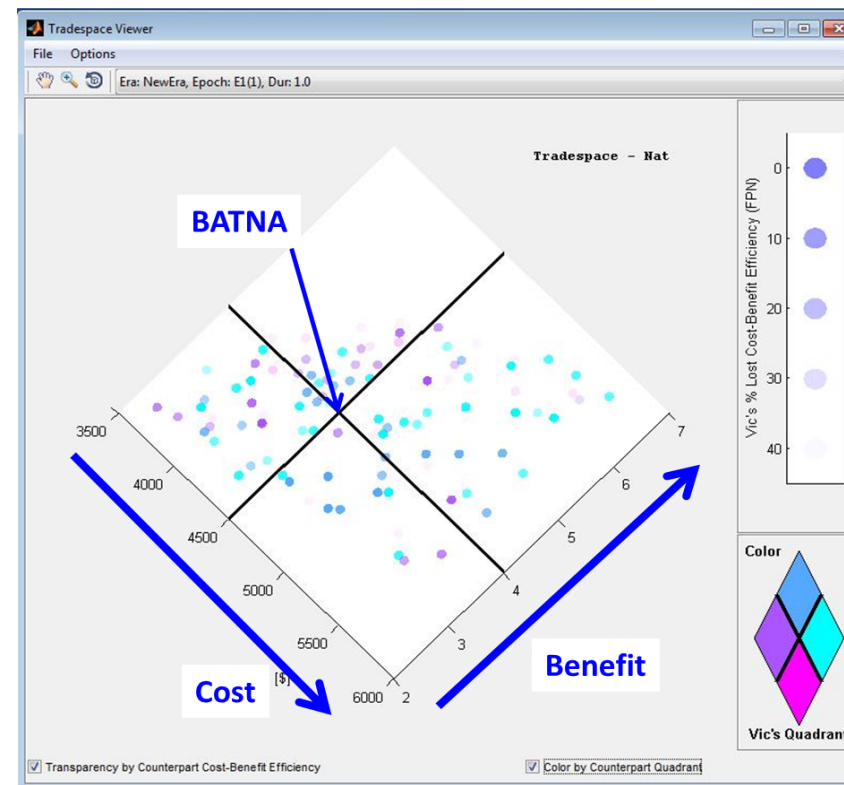 Tradespace Viewer
File Options
Era: NewEra, Epoch: E1(1), Dur: 1.0
Tradespace - Nat
BATNA
3500
4000
4500
5000
5500
6000
[$]
Cost
2
3
4
5
6
7
Benefit
0
10
20
30
40
Vic's % Lost Cost-Benefit Efficiency (FPN)
Color
Vic's Quadrant
Transparency by Counterpart Cost-Benefit Efficiency
Color by Counterpart Quadrant